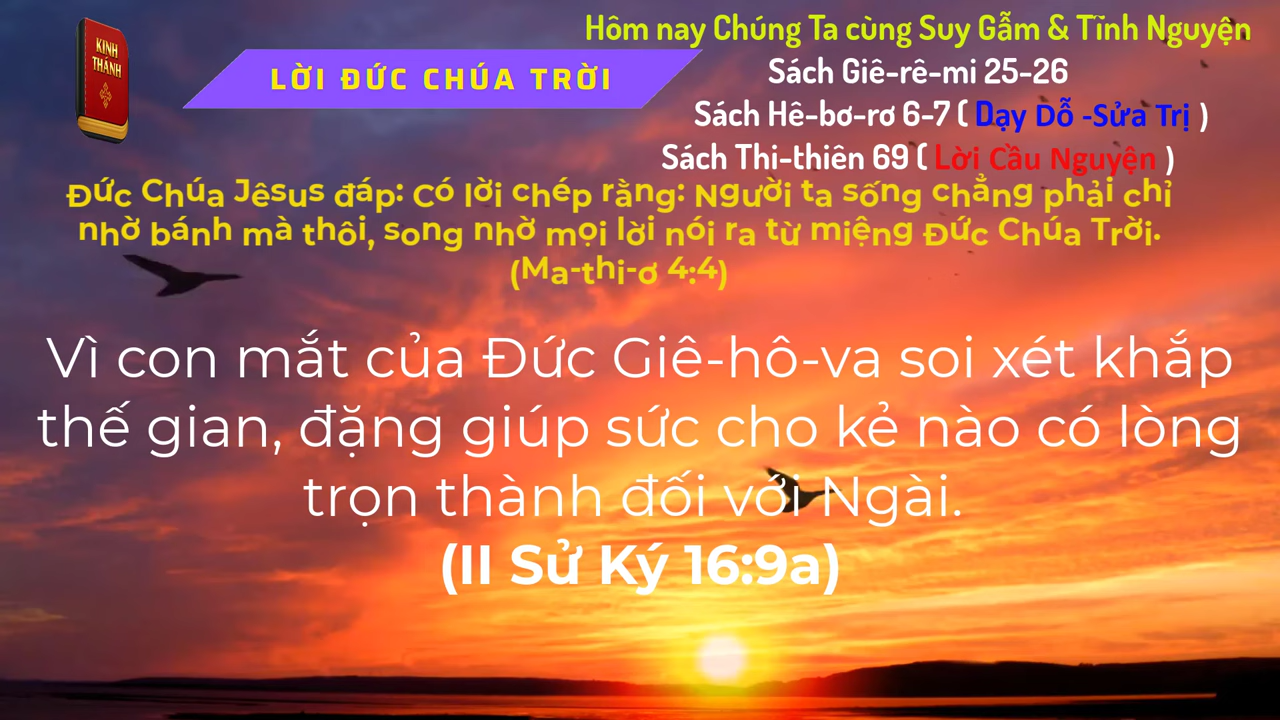 KINH
THÁNH
LỜI ĐỨC CHÚA TRỜI
Hôm nay Chúng Ta cùng Suy Gẫm & Tĩnh Nguyện
Sách Giê-rê-mi 25-26
Sách Hê-bơ-rơ 6-7 ( Dạy Dỗ -Sửa Trị )
Sách Thi-thiên 69 ( Lời Cầu Nguyện )
Đức Chúa Jêsus đáp: Có lời chép rằng: Người ta sống chẳng phải chỉ
nhờ bánh mà thôi, song nhờ mọi lời nói ra từ miệng Đức Chúa Trời.
(Ma-thi-ơ 4:4)
Vì con mắt của Đức Giê-hô-va soi xét khắp
thế gian, đặng giúp sức cho kẻ nào có lòng
trọn thành đối với Ngài.
(II Sử Ký 16:9a)